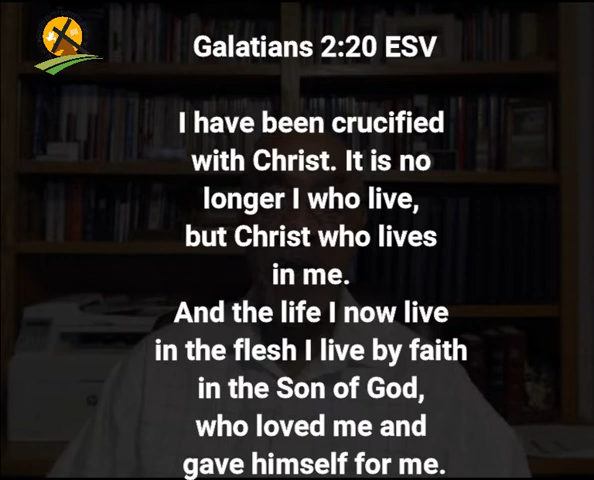 Galatians 2:20 ESV
I have been crucified
with Christ. It is no
longer I who live,
but Christ who lives
in me.
And the life I now live
in the flesh I live by faith
in the Son of God,
who loved me and
gave himself for me.